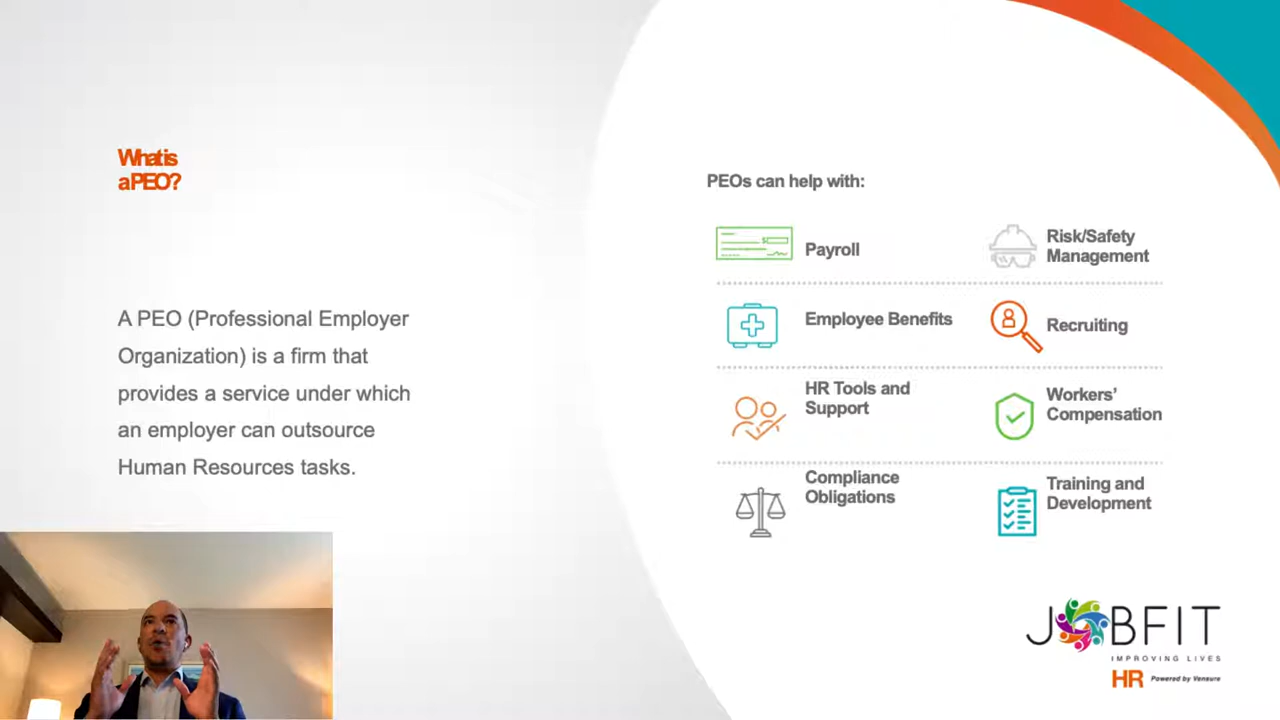 What is
a PEO?
A PEO (Professional Employer
Organization) is a firm that
provides a service under which
an employer can outsource
Human Resources tasks.
PEOs can help with:
Payroll
Risk/Safety
Management
Employee Benefits
Recruiting
HR Tools and
Support
Workers’
Compensation
Compliance
Obligations
Training and
Development
JOBFIT
IMPROVING LIVES
HR Powered by Vensure